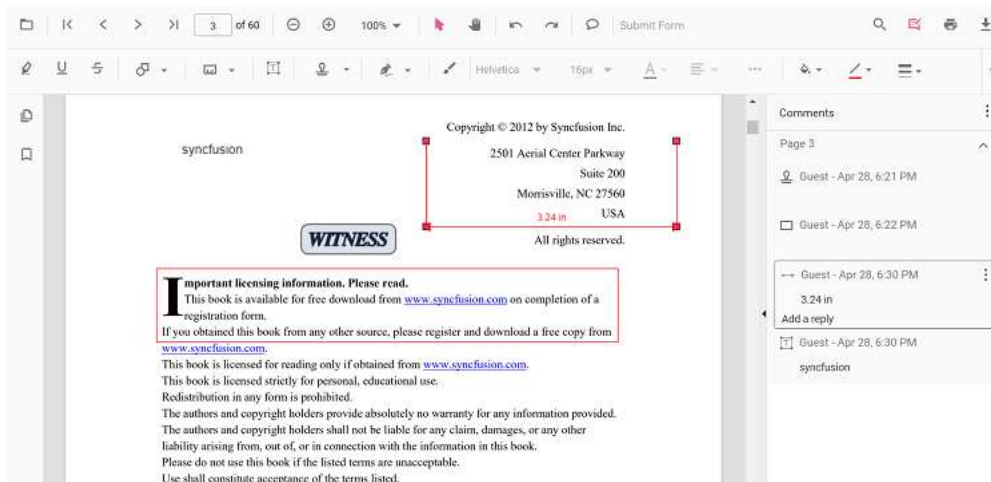 3 of 60
100%
Submit Form
Helvetica
16px
A
Comments
Page 3
Guest - Apr 28, 6:21 PM
Guest - Apr 28, 6:22 PM
Guest - Apr 28, 6:30 PM
3.24 in
Add a reply
Guest - Apr 28, 6:30 PM
syncfusion
Copyright © 2012 by Syncfusion Inc.
syncfusion
2501 Aerial Center Parkway
Suite 200
Morrisville, NC 27560
3.24 in USA
WITNESS
All rights reserved.
Important licensing information. Please read.
This book is available for free download from www.syncfusion.com on completion of a
registration form.
If you obtained this book from any other source, please register and download a free copy from
www.syncfusion.com.
This book is licensed for reading only if obtained from www.syncfusion.com.
This book is licensed strictly for personal, educational use.
Redistribution in any form is prohibited.
The authors and copyright holders provide absolutely no warranty for any information provided.
The authors and copyright holders shall not be liable for any claim, damages, or any other
liability arising from, out of, or in connection with the information in this book.
Please do not use this book if the listed terms are unacceptable.
Use shall constitute acceptance of the terms listed.